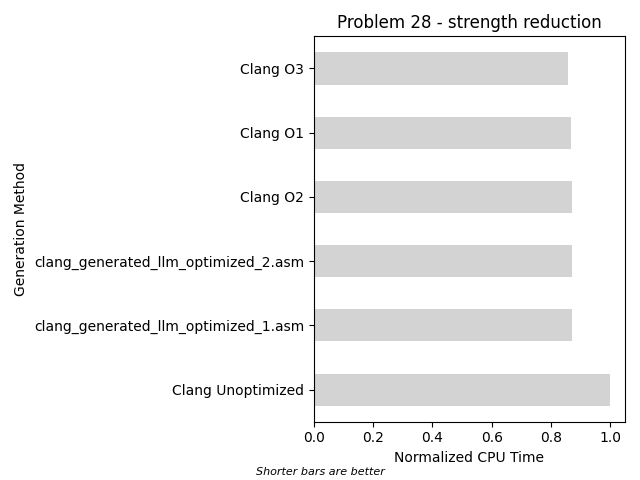 Problem 28 - strength reduction
Clang O3
Clang O1
Clang O2
clang_generated_llm_optimized_2.asm
clang_generated_llm_optimized_1.asm
Clang Unoptimized
Generation Method
0.0 0.2 0.4 0.6 0.8 1.0
Normalized CPU Time
Shorter bars are better